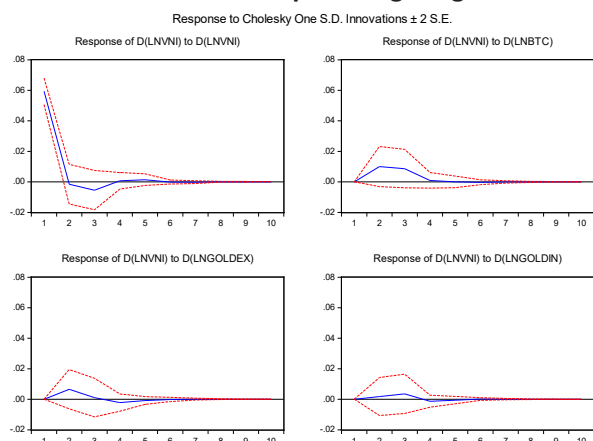 Response to Cholesky One S.D. Innovations ± 2 S.E.
Response of D(LNVNI) to D(LNVNI)
.08
.06
.04
.02
.00
-.02
1 2 3 4 5 6 7 8 9 10
Response of D(LNVNI) to D(LNBTC)
.08
.06
.04
.02
.00
-.02
1 2 3 4 5 6 7 8 9 10
Response of D(LNVNI) to D(LNGOLDEX)
.08
.06
.04
.02
.00
-.02
1 2 3 4 5 6 7 8 9 10
Response of D(LNVNI) to D(LNGOLDIN)
.08
.06
.04
.02
.00
-.02
1 2 3 4 5 6 7 8 9 10